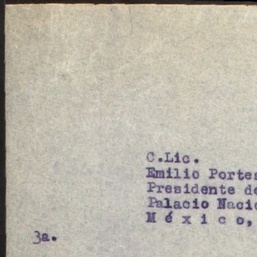 C.Lic.
Emilio Portes
Presidente de
Palacio Nacio
M é x i c o,
3a.